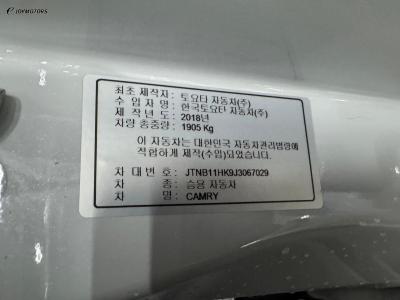 eJOYMOTORS
최초 제작자: 토요타 자동차(주)
수 입 자 명 : 한국토요타 자동차(주)
제 작 년 도 : 2018년
차량 총중량: 1905 Kg
이 자동차는 대한민국 자동차관리법령에
적합하게 제작(수입)되었습니다.
차 대 번 호 : JTNB11HK9J3067029
차 종 : 승용 자동차
차 명 : CAMRY